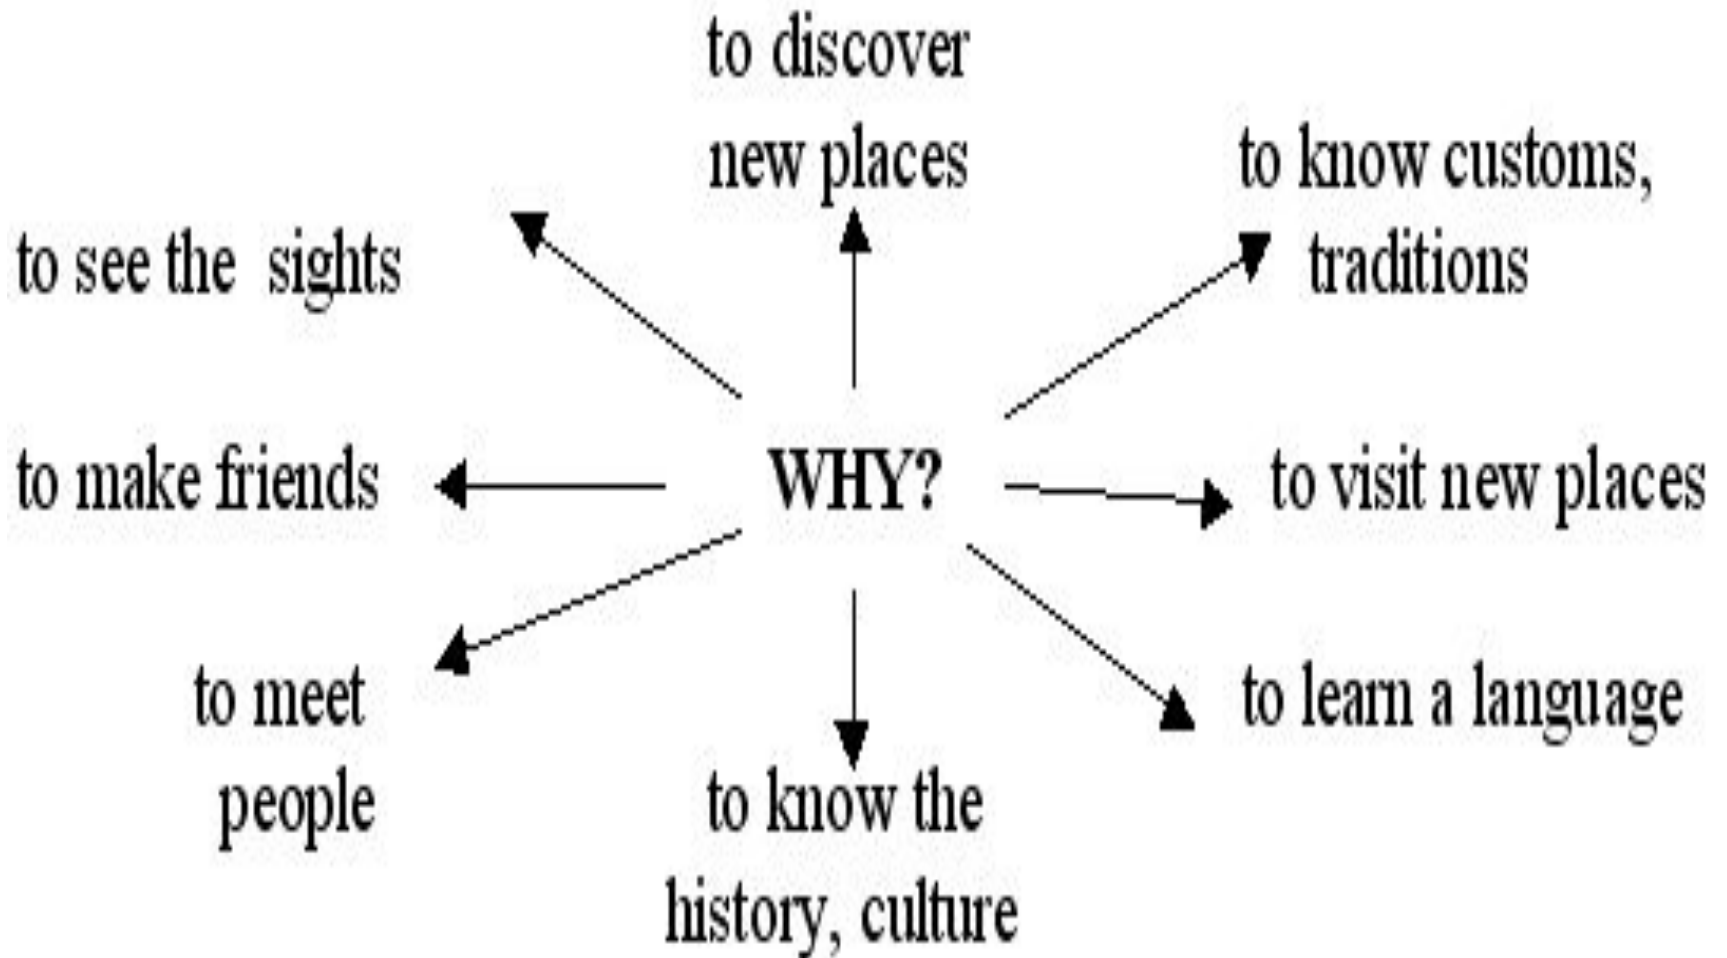 to discover
new places
to know customs,
traditions
to see the sights
to make friends
WHY?
to visit new places
to meet
people
to learn a language
to know the
history, culture